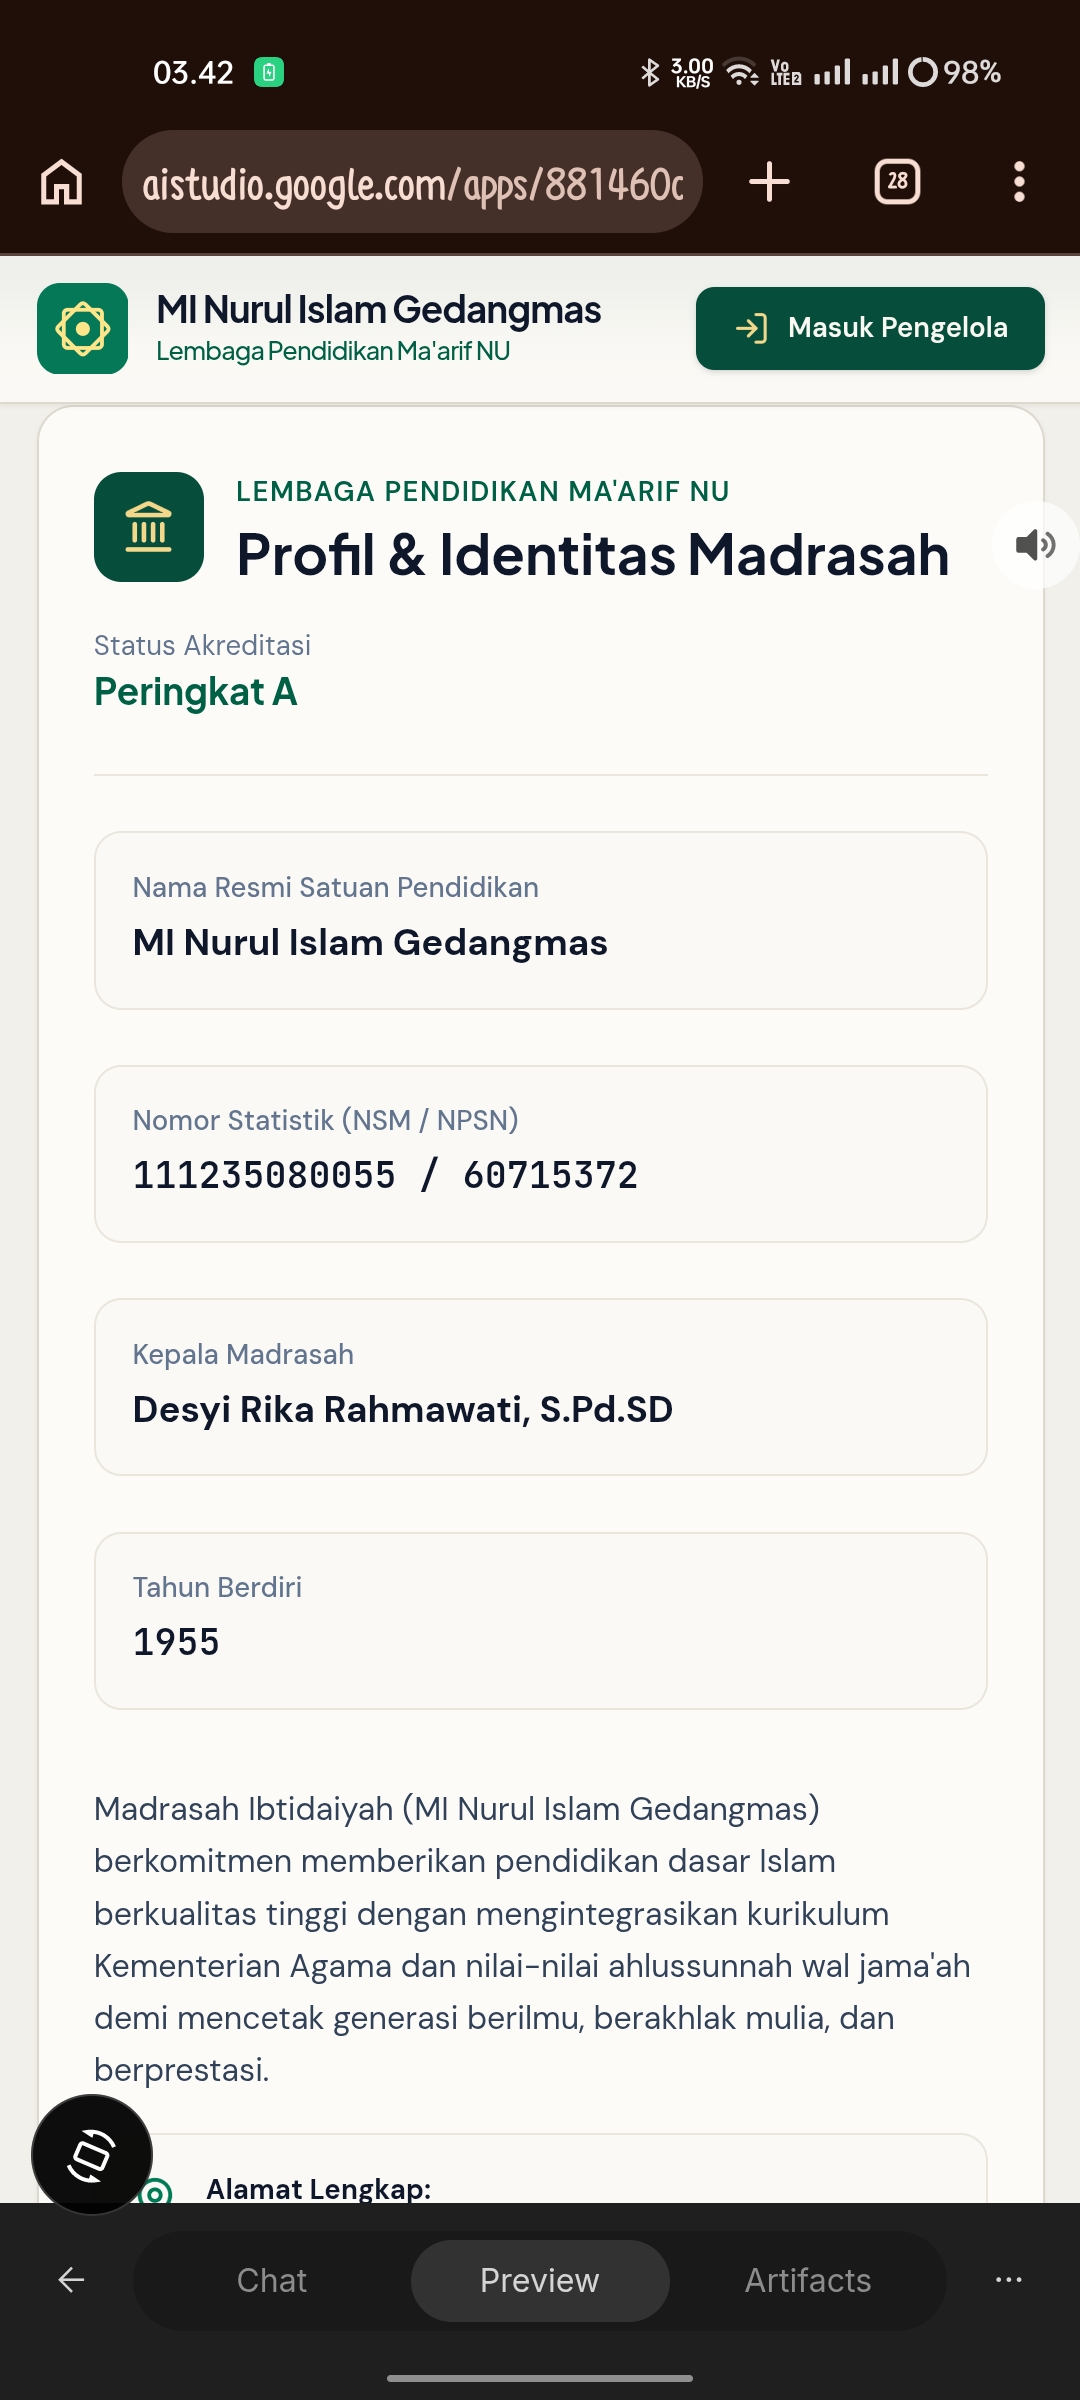 03.42
3.00 KB/S
Vo LTE 2
98%
aistudio.google.com/apps/881460c
28
MI Nurul Islam Gedangmas
Lembaga Pendidikan Ma'arif NU
Masuk Pengelola
LEMBAGA PENDIDIKAN MA'ARIF NU
Profil & Identitas Madrasah
Status Akreditasi
Peringkat A
Nama Resmi Satuan Pendidikan
MI Nurul Islam Gedangmas
Nomor Statistik (NSM / NPSN)
111235080055 / 60715372
Kepala Madrasah
Desyi Rika Rahmawati, S.Pd.SD
Tahun Berdiri
1955
Madrasah Ibtidaiyah (MI Nurul Islam Gedangmas)
berkomitmen memberikan pendidikan dasar Islam
berkualitas tinggi dengan mengintegrasikan kurikulum
Kementerian Agama dan nilai-nilai ahlussunnah wal jama'ah
demi mencetak generasi berilmu, berakhlak mulia, dan
berprestasi.
Alamat Lengkap:
Chat
Preview
Artifacts